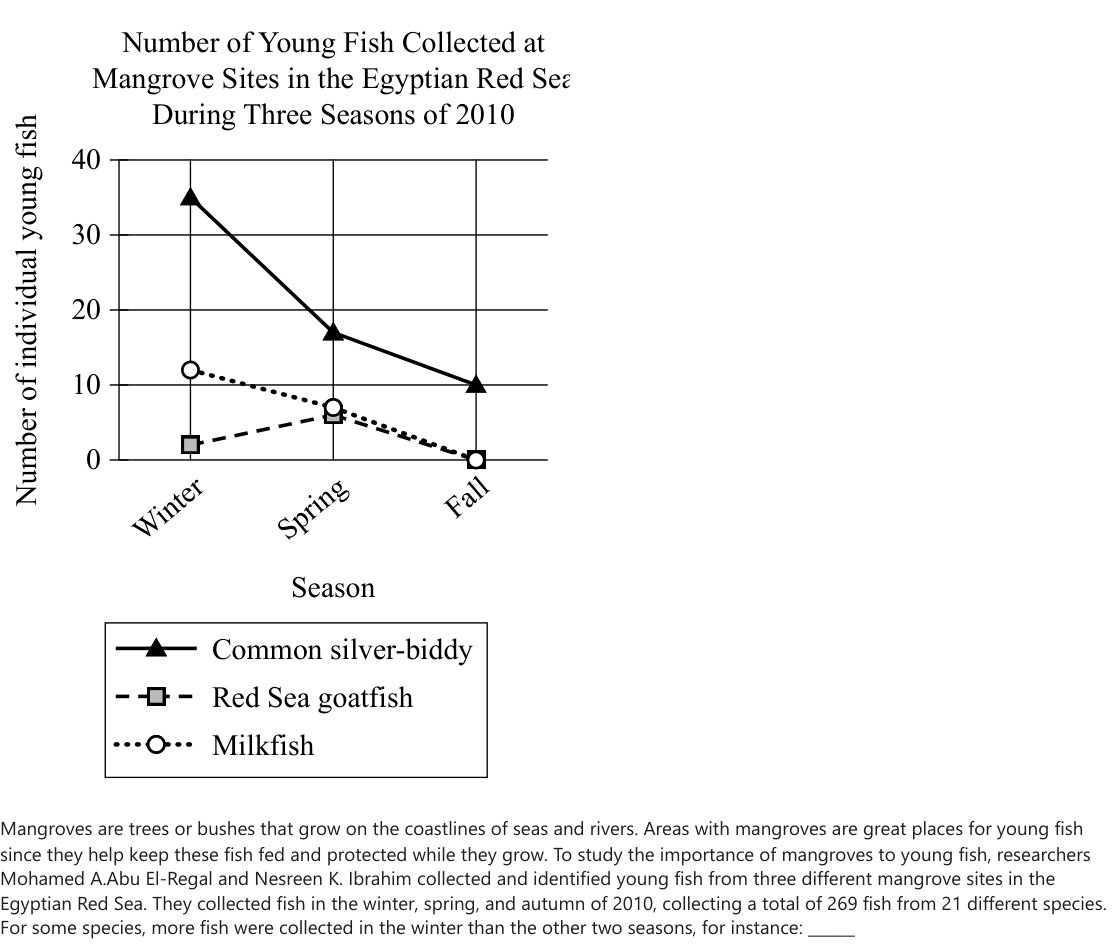 Number of Young Fish Collected at
Mangrove Sites in the Egyptian Red Sea
During Three Seasons of 2010
Number of individual young fish
40
30
20
10
0
Winter
Spring
Fall
Season
Common silver-biddy
Red Sea goatfish
Milkfish
Mangroves are trees or bushes that grow on the coastlines of seas and rivers. Areas with mangroves are great places for young fish
since they help keep these fish fed and protected while they grow. To study the importance of mangroves to young fish, researchers
Mohamed A.Abu El-Regal and Nesreen K. Ibrahim collected and identified young fish from three different mangrove sites in the
Egyptian Red Sea. They collected fish in the winter, spring, and autumn of 2010, collecting a total of 269 fish from 21 different species.
For some species, more fish were collected in the winter than the other two seasons, for instance: _____